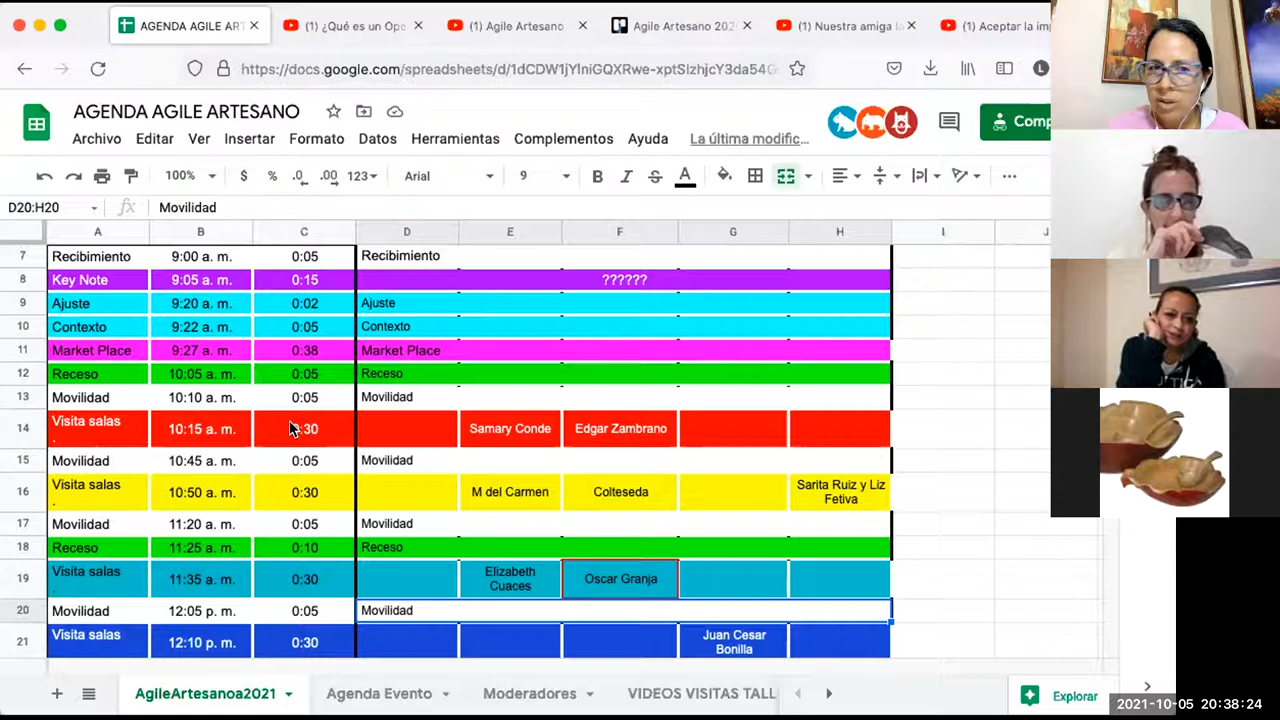 AGENDA AGILE ART
(1) ¿Qué es un Ope
(1) Agile Artesano
Agile Artesano 202
(1) Nuestra amiga la
(1) Aceptar la imp
https://docs.google.com/spreadsheets/d/1dCDW1jYIniGQXRwe-xptSIzhjcY3da54G
AGENDA AGILE ARTESANO
Archivo Editar Ver Insertar Formato Datos Herramientas Complementos Ayuda La última modific...
Comp
100% $ % .0 .00 123 Arial 9 B I S A
D20:H20 fx Movilidad
A B C D E F G H I J
7 Recibimiento 9:00 a. m. 0:05 Recibimiento
8 Key Note 9:05 a. m. 0:15 ??????
9 Ajuste 9:20 a. m. 0:02 Ajuste
10 Contexto 9:22 a. m. 0:05 Contexto
11 Market Place 9:27 a. m. 0:38 Market Place
12 Receso 10:05 a. m. 0:05 Receso
13 Movilidad 10:10 a. m. 0:05 Movilidad
14 Visita salas . 10:15 a. m. :30 Samary Conde Edgar Zambrano
15 Movilidad 10:45 a. m. 0:05 Movilidad
16 Visita salas . 10:50 a. m. 0:30 M del Carmen Colteseda Sarita Ruiz y Liz Fetiva
17 Movilidad 11:20 a. m. 0:05 Movilidad
18 Receso 11:25 a. m. 0:10 Receso
19 Visita salas . 11:35 a. m. 0:30 Elizabeth Cuaces Oscar Granja
20 Movilidad 12:05 p. m. 0:05 Movilidad
21 Visita salas 12:10 p. m. 0:30 Juan Cesar Bonilla
+ AgileArtesanoa2021 Agenda Evento Moderadores VIDEOS VISITAS TALL Explorar
2021-10-05 20:38:24